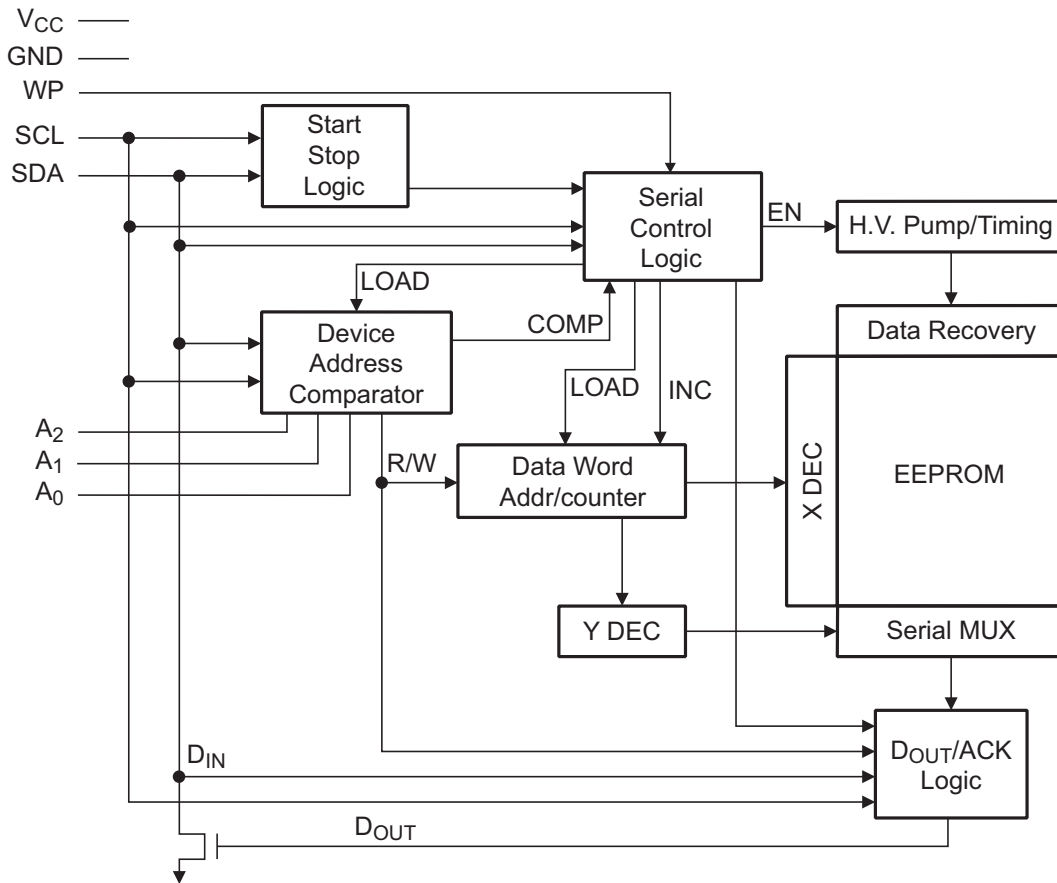 VCC
GND
WP
SCL
SDA
Start
Stop
Logic
Serial
Control
Logic
EN
H.V. Pump/Timing
LOAD
COMP
Device
Address
Comparator
LOAD
INC
Data Recovery
A2
A1
A0
R/W
Data Word
Addr/counter
X DEC
EEPROM
Y DEC
Serial MUX
DIN
DOUT/ACK
Logic
DOUT